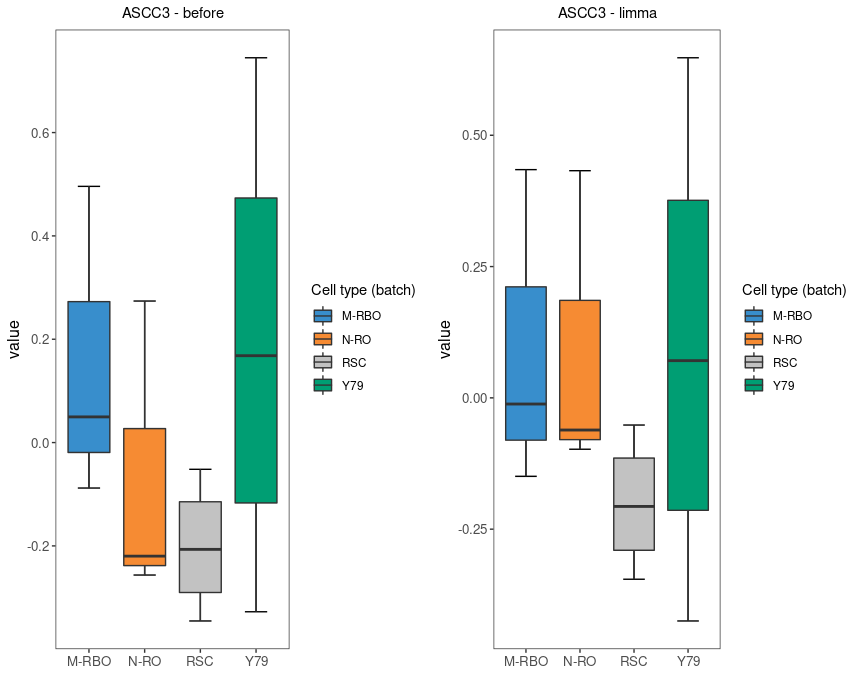 ASCC3 - before
value
0.6
0.4
0.2
0.0
-0.2
M-RBO N-RO RSC Y79
Cell type (batch)
M-RBO
N-RO
RSC
Y79
ASCC3 - limma
value
0.50
0.25
0.00
-0.25
M-RBO N-RO RSC Y79
Cell type (batch)
M-RBO
N-RO
RSC
Y79